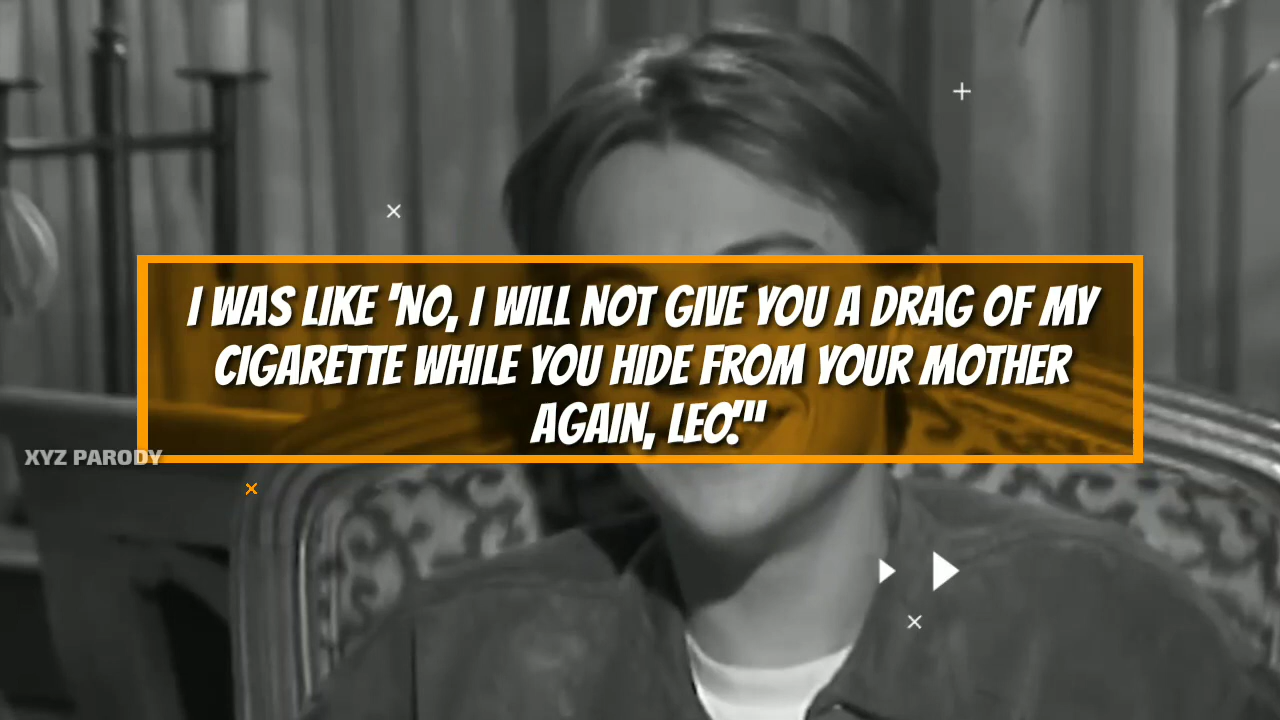 I WAS LIKE 'NO, I WILL NOT GIVE YOU A DRAG OF MY
CIGARETTE WHILE YOU HIDE FROM YOUR MOTHER
AGAIN, LEO.'"
XYZ PARODY